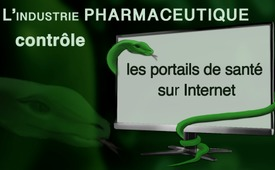 L'INDUSTRIE PHARMACEUTIQUE
contrôle
les portails de santé
sur Internet